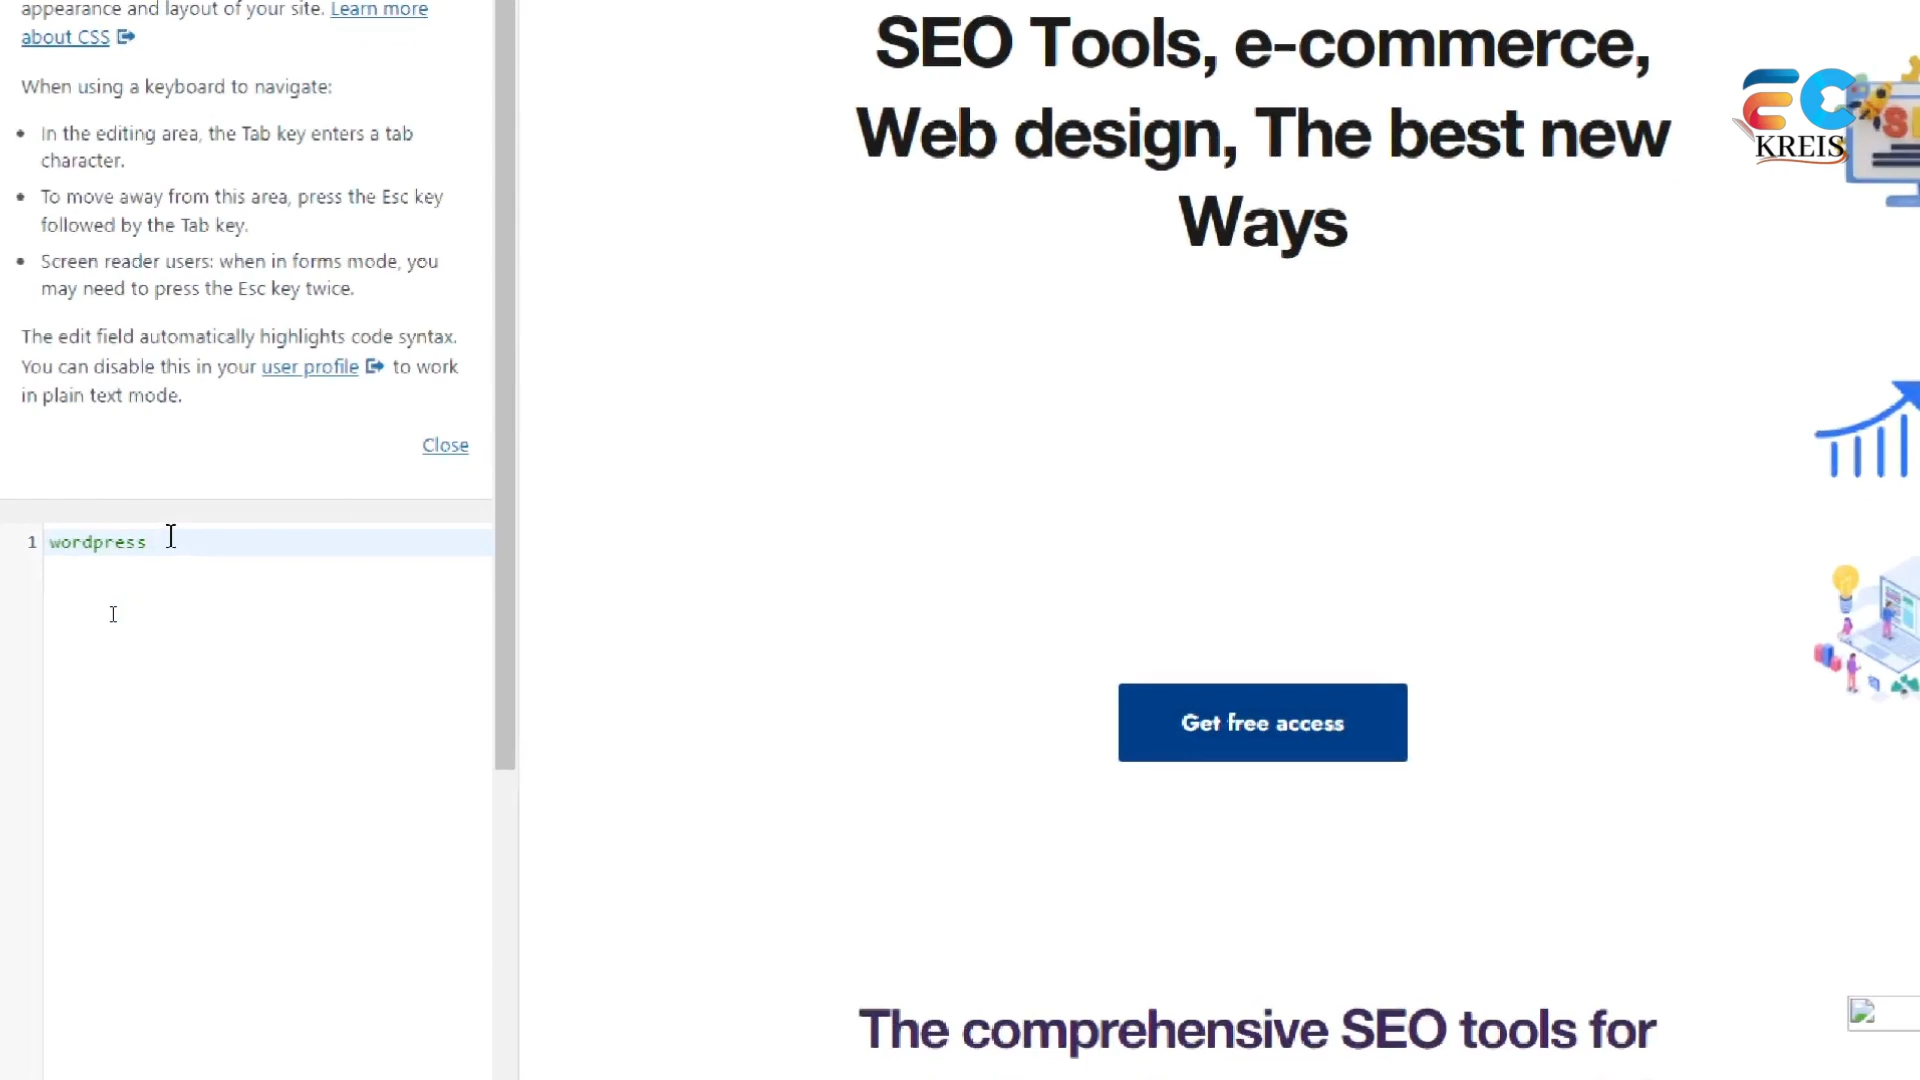 appearance and layout of your site. Learn more
about CSS
When using a keyboard to navigate:
In the editing area, the Tab key enters a tab
character.
To move away from this area, press the Esc key
followed by the Tab key.
Screen reader users: when in forms mode, you
may need to press the Esc key twice.
The edit field automatically highlights code syntax.
You can disable this in your user profile to work
in plain text mode.
Close
1 wordpress
SEO Tools, e-commerce,
Web design, The best new
Ways
Get free access
The comprehensive SEO tools for
EC
KREIS